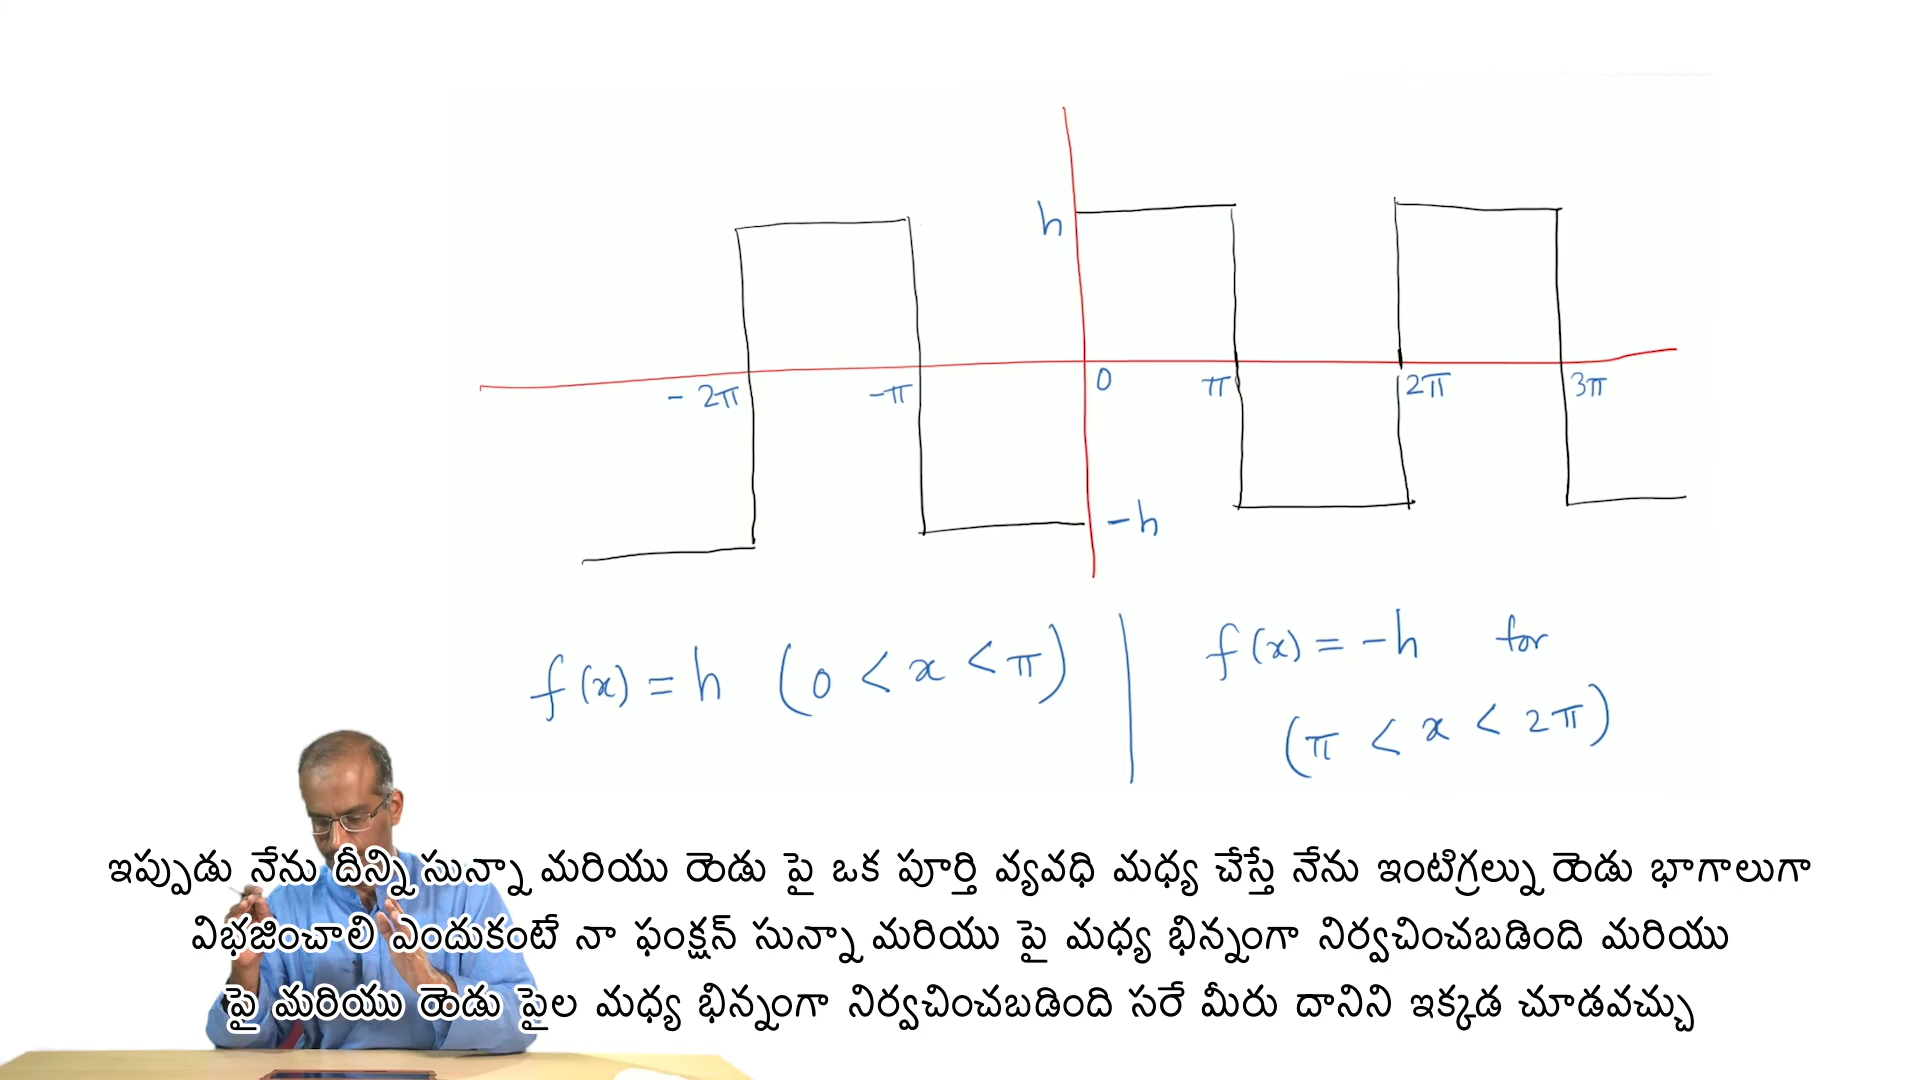 h
- 2π -π 0 π 2π 3π
-h
f(x) = h (0 < x < π) | f(x) = -h for
(π < x < 2π)
ఇప్పుడు నేను దీన్ని సున్నా మరియు రెండు పై ఒక పూర్తి వ్యవధి మధ్య చేస్తే నేను ఇంటిగ్రల్ను రెండు భాగాలుగా
విభజించాలి ఎందుకంటే నా ఫంక్షన్ సున్నా మరియు పై మధ్య భిన్నంగా నిర్వచించబడింది మరియు
పై మరియు రెండు పైల మధ్య భిన్నంగా నిర్వచించబడింది సరే మీరు దానిని ఇక్కడ చూడవచ్చు